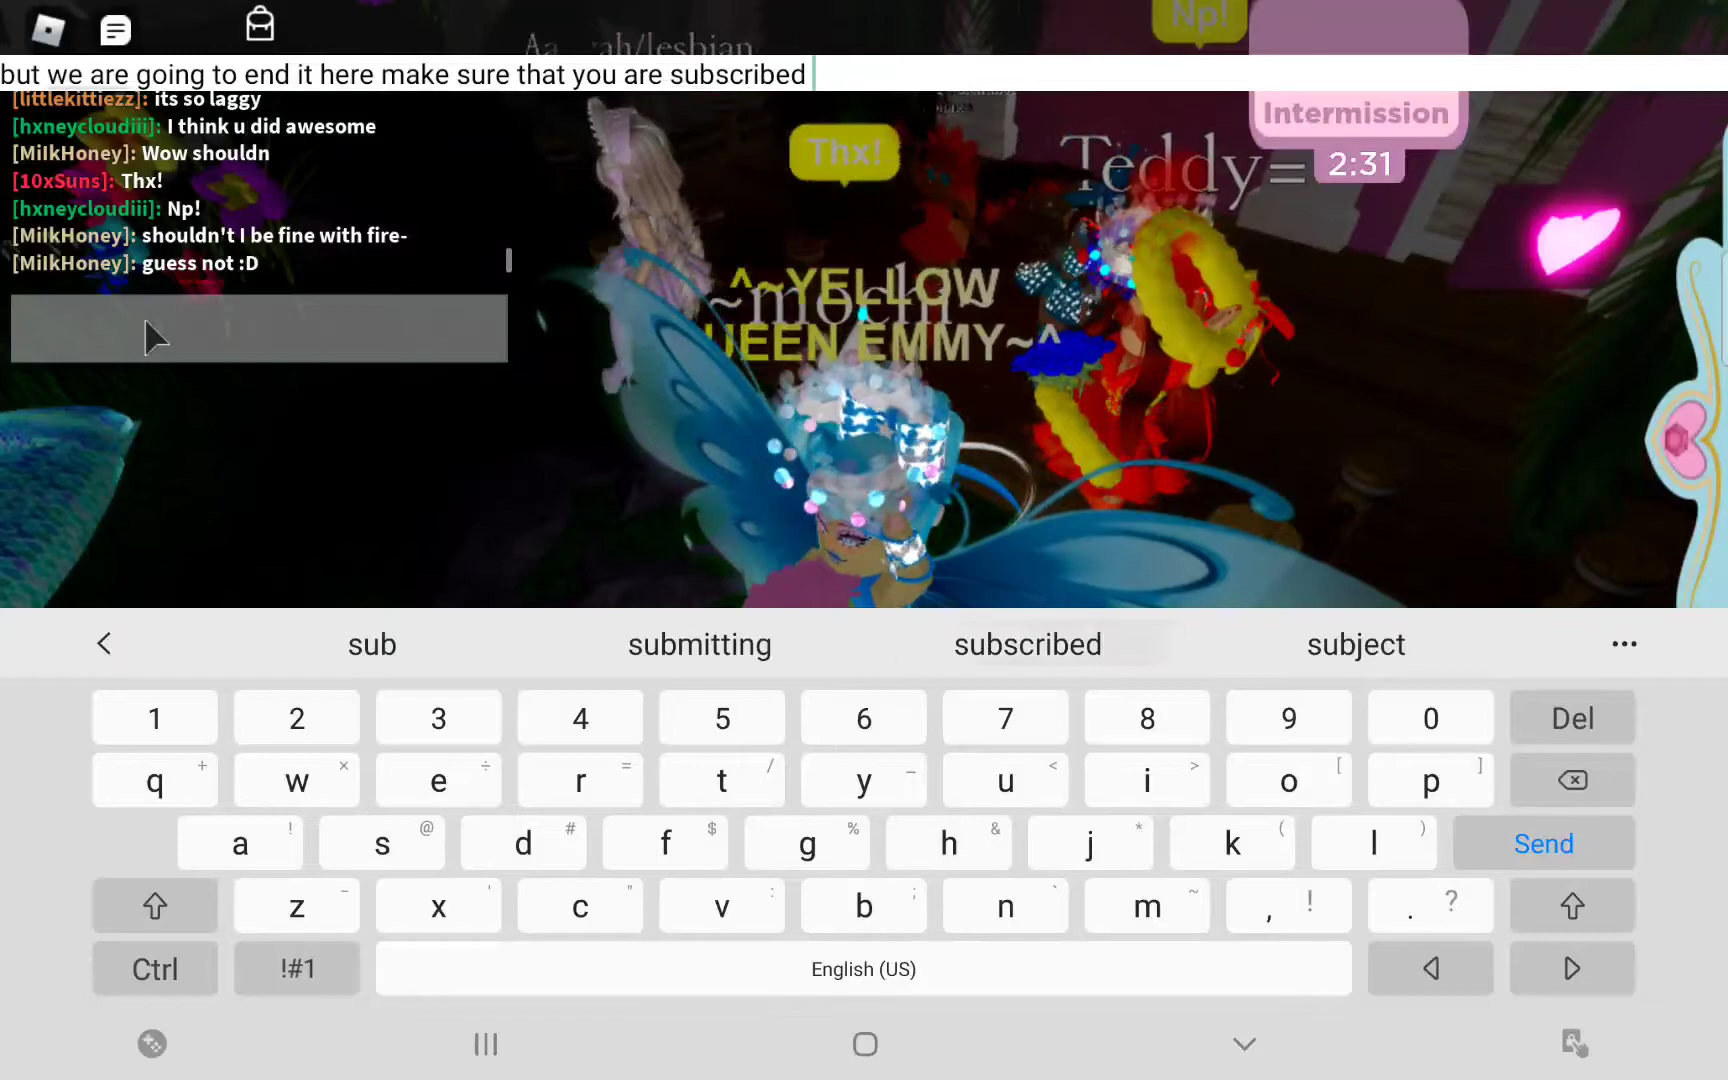 Np!
but we are going to end it here make sure that you are subscribed
[littlekittiezz]: its so laggy
[hxneycloudiii]: I think u did awesome
[MilkHoney]: Wow shouldn
[10xSuns]: Thx!
[hxneycloudiii]: Np!
[MilkHoney]: shouldn't I be fine with fire-
[MilkHoney]: guess not :D
Thx!
Intermission
2:31
Teddy=
^~YELLOW
~mochi~
UEEN EMMY~^
sub submitting subscribed subject ...
1 2 3 4 5 6 7 8 9 0 Del
q + w × e ÷ r = t / y _ u < i > o [ p ]
a ! s @ d # f $ g % h & j * k ( l ) Send
z - x ' c " v : b ; n ` m ~ , ! . ?
Ctrl !#1 English (US)